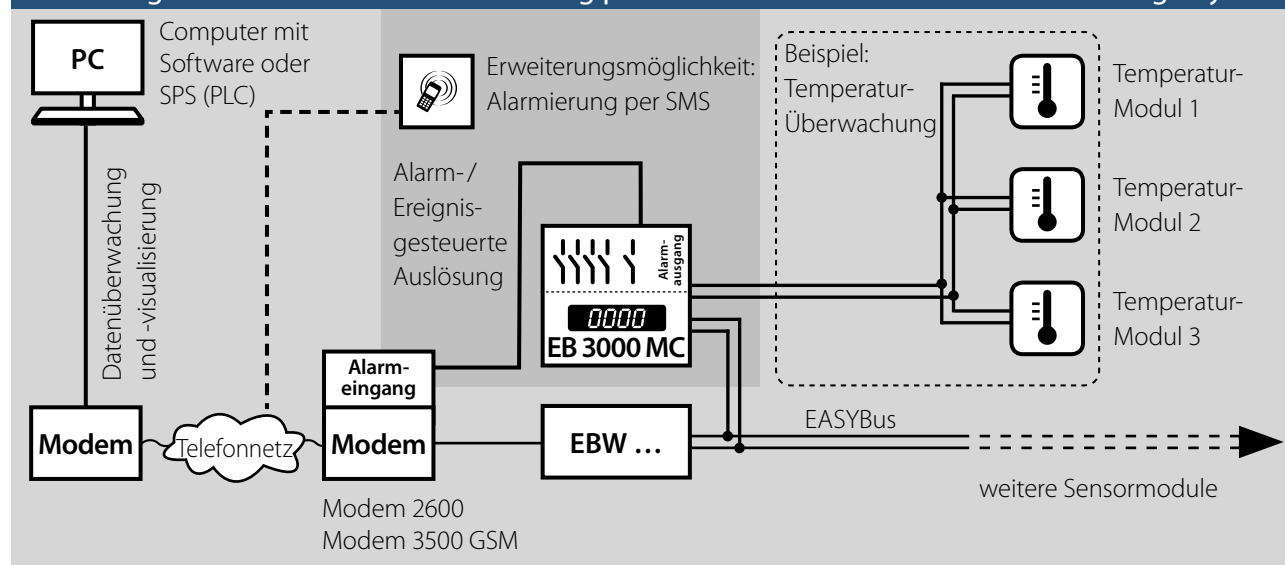 PC
Computer mit
Software oder
SPS (PLC)
Datenüberwachung
und -visualisierung
Erweiterungsmöglichkeit:
Alarmierung per SMS
Alarm-/
Ereignis-
gesteuerte
Auslösung
Alarm-
ausgang
0000
EB 3000 MC
Beispiel:
Temperatur-
Überwachung
Temperatur-
Modul 1
Temperatur-
Modul 2
Temperatur-
Modul 3
Alarm-
eingang
Modem
Telefonnetz
Modem
EBW ...
EASYBus
weitere Sensormodule
Modem 2600
Modem 3500 GSM